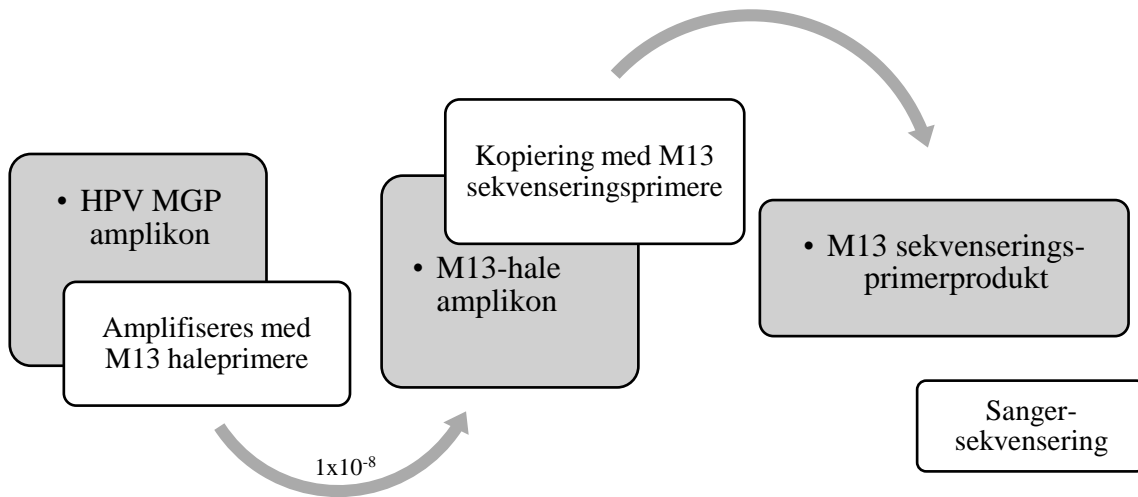 • HPV MGP
amplikon
Amplifiseres med
M13 haleprimere
1x10⁻⁸
Kopiering med M13
sekvenseringsprimere
• M13-hale
amplikon
• M13 sekvenserings-
primerprodukt
Sanger-
sekvensering